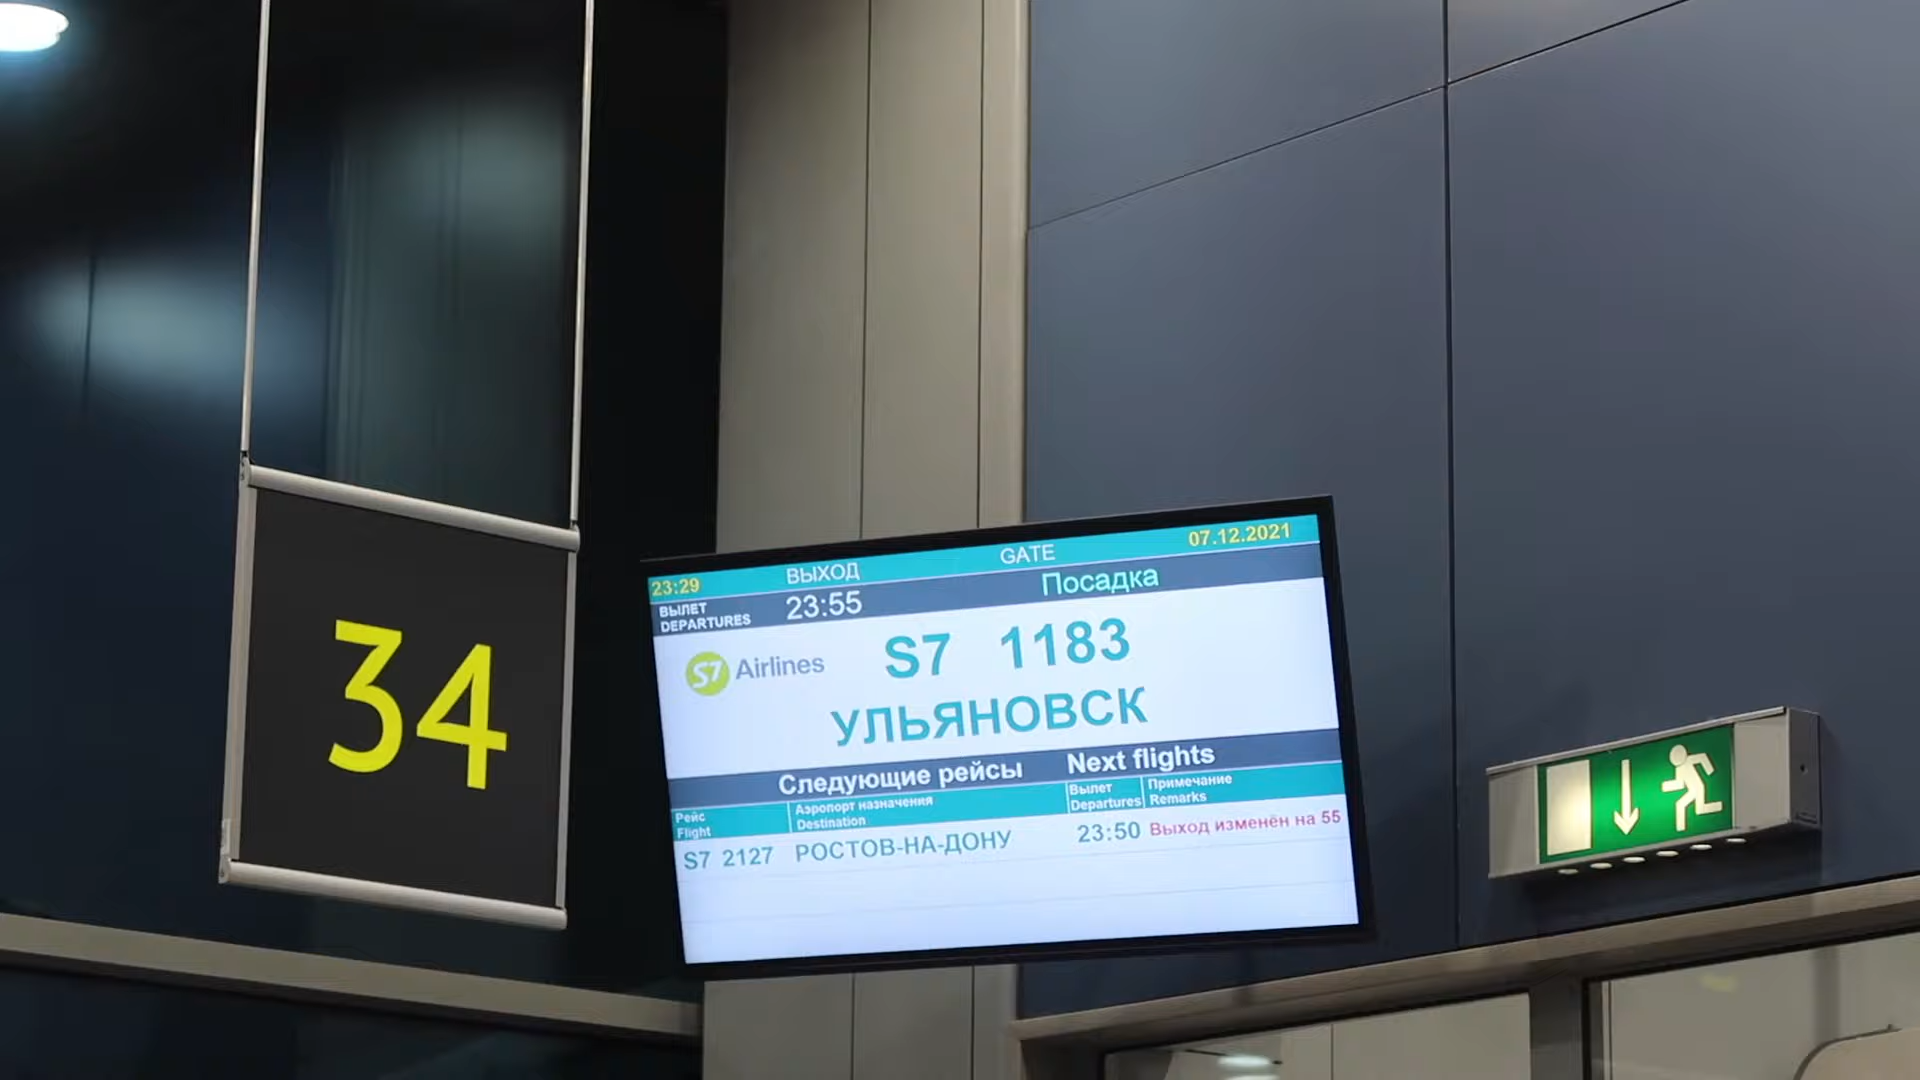 34
23:29 ВЫХОД GATE 07.12.2021
ВЫЛЕТ
DEPARTURES 23:55 Посадка
S7 Airlines S7 1183
УЛЬЯНОВСК
Следующие рейсы Next flights
Рейс Аэропорт назначения Вылет Примечание
Flight Destination Departures Remarks
S7 2127 РОСТОВ-НА-ДОНУ 23:50 Выход изменён на 55